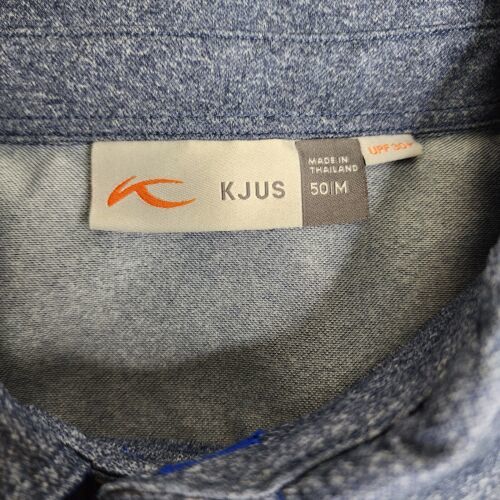 KJUS
MADE IN
THAILAND
50|M
UPF 30+